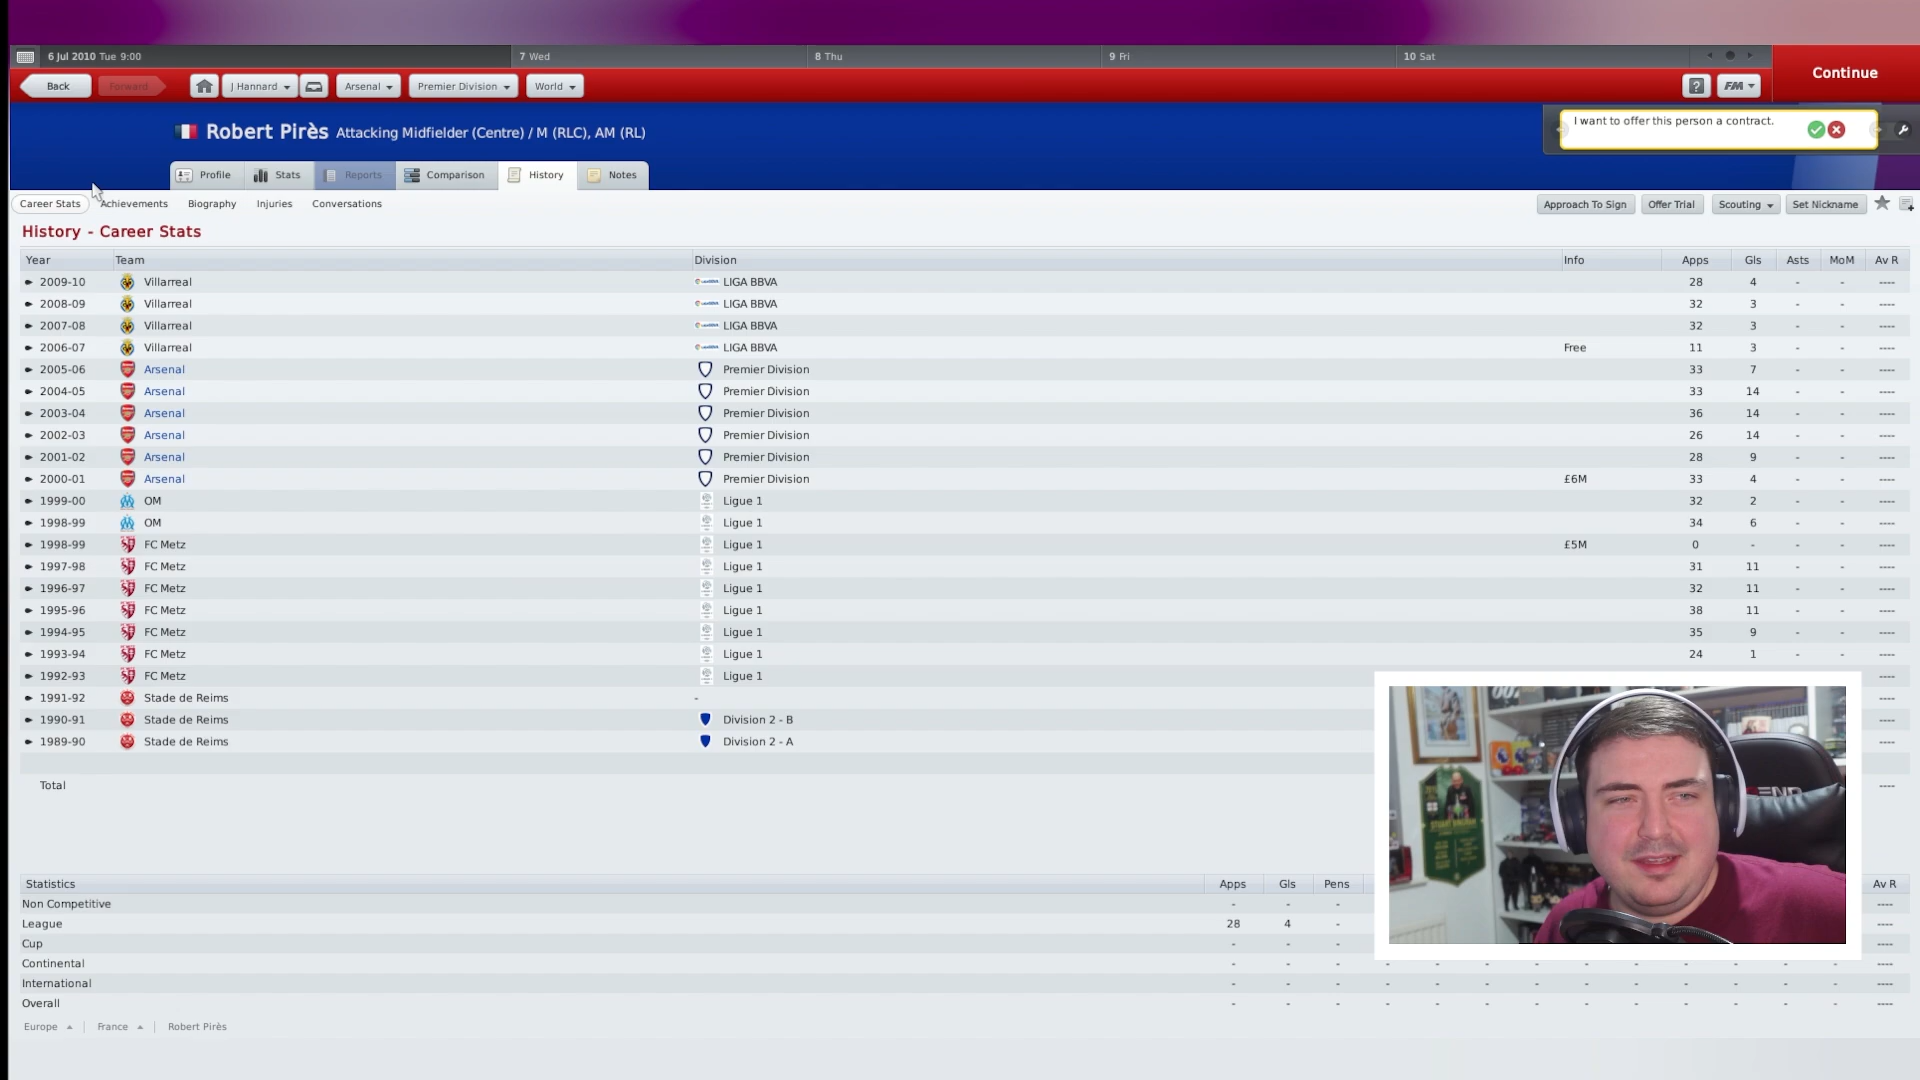 6 Jul 2010 Tue 9:00 7 Wed 8 Thu 9 Fri 10 Sat
Continue
Back Forward J Hannard Arsenal Premier Division World ? FM
Robert Pirès Attacking Midfielder (Centre) / M (RLC), AM (RL)
I want to offer this person a contract.
Profile Stats Reports Comparison History Notes
Career Stats Achievements Biography Injuries Conversations Approach To Sign Offer Trial Scouting Set Nickname
History - Career Stats
Year Team Division Info Apps Gls Asts MoM Av R
2009-10 Villarreal LIGA BBVA 28 4 - - ----
2008-09 Villarreal LIGA BBVA 32 3 - - ----
2007-08 Villarreal LIGA BBVA 32 3 - - ----
2006-07 Villarreal LIGA BBVA Free 11 3 - - ----
2005-06 Arsenal Premier Division 33 7 - - ----
2004-05 Arsenal Premier Division 33 14 - - ----
2003-04 Arsenal Premier Division 36 14 - - ----
2002-03 Arsenal Premier Division 26 14 - - ----
2001-02 Arsenal Premier Division 28 9 - - ----
2000-01 Arsenal Premier Division £6M 33 4 - - ----
1999-00 OM Ligue 1 32 2 - - ----
1998-99 OM Ligue 1 34 6 - - ----
1998-99 FC Metz Ligue 1 £5M 0 - - - ----
1997-98 FC Metz Ligue 1 31 11 - - ----
1996-97 FC Metz Ligue 1 32 11 - - ----
1995-96 FC Metz Ligue 1 38 11 - - ----
1994-95 FC Metz Ligue 1 35 9 - - ----
1993-94 FC Metz Ligue 1 24 1 - - ----
1992-93 FC Metz Ligue 1 ----
1991-92 Stade de Reims - ----
1990-91 Stade de Reims Division 2 - B ----
1989-90 Stade de Reims Division 2 - A ----
Total ----
Statistics Apps Gls Pens Av R
Non Competitive - - - ----
League 28 4 - ----
Cup - - - ----
Continental - - - - - - - - - - - - - ----
International - - - - - - - - - - - - - ----
Overall - - - - - - - - - - - - - ----
Europe France Robert Pirès